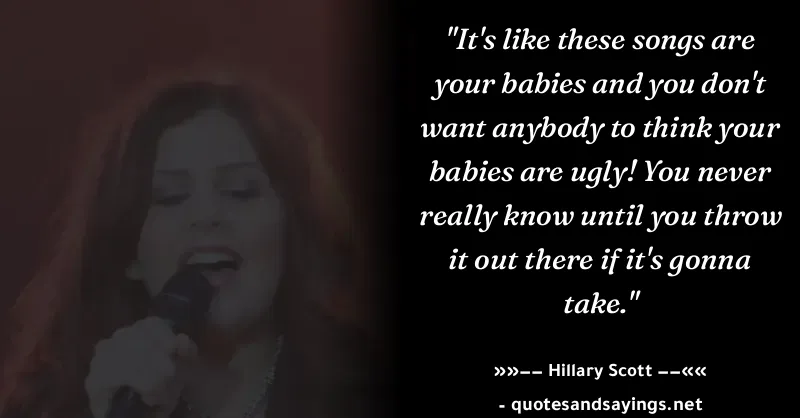 "It's like these songs are
your babies and you don't
want anybody to think your
babies are ugly! You never
really know until you throw
it out there if it's gonna
take."
»»–– Hillary Scott ––««
- quotesandsayings.net